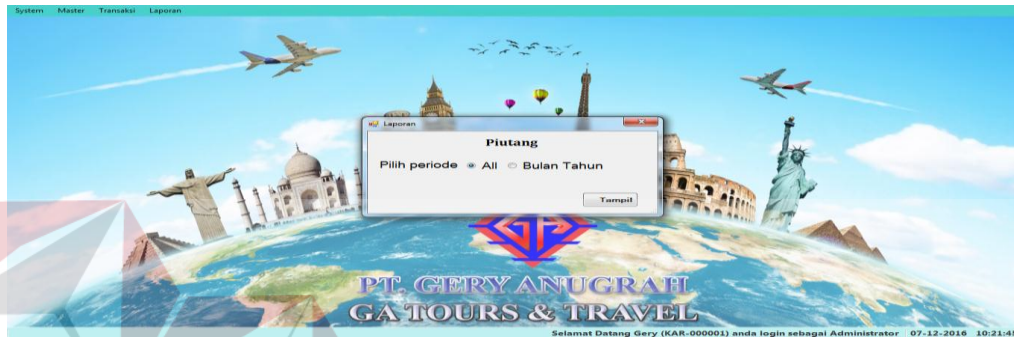 System Master Transaksi Laporan
Laporan
Piutang
Pilih periode All Bulan Tahun
Tampil
PT. GERY ANUGRAH
GA TOURS & TRAVEL
Selamat Datang Gery (KAR-000001) anda login sebagai Administrator 07-12-2016 10:21:45